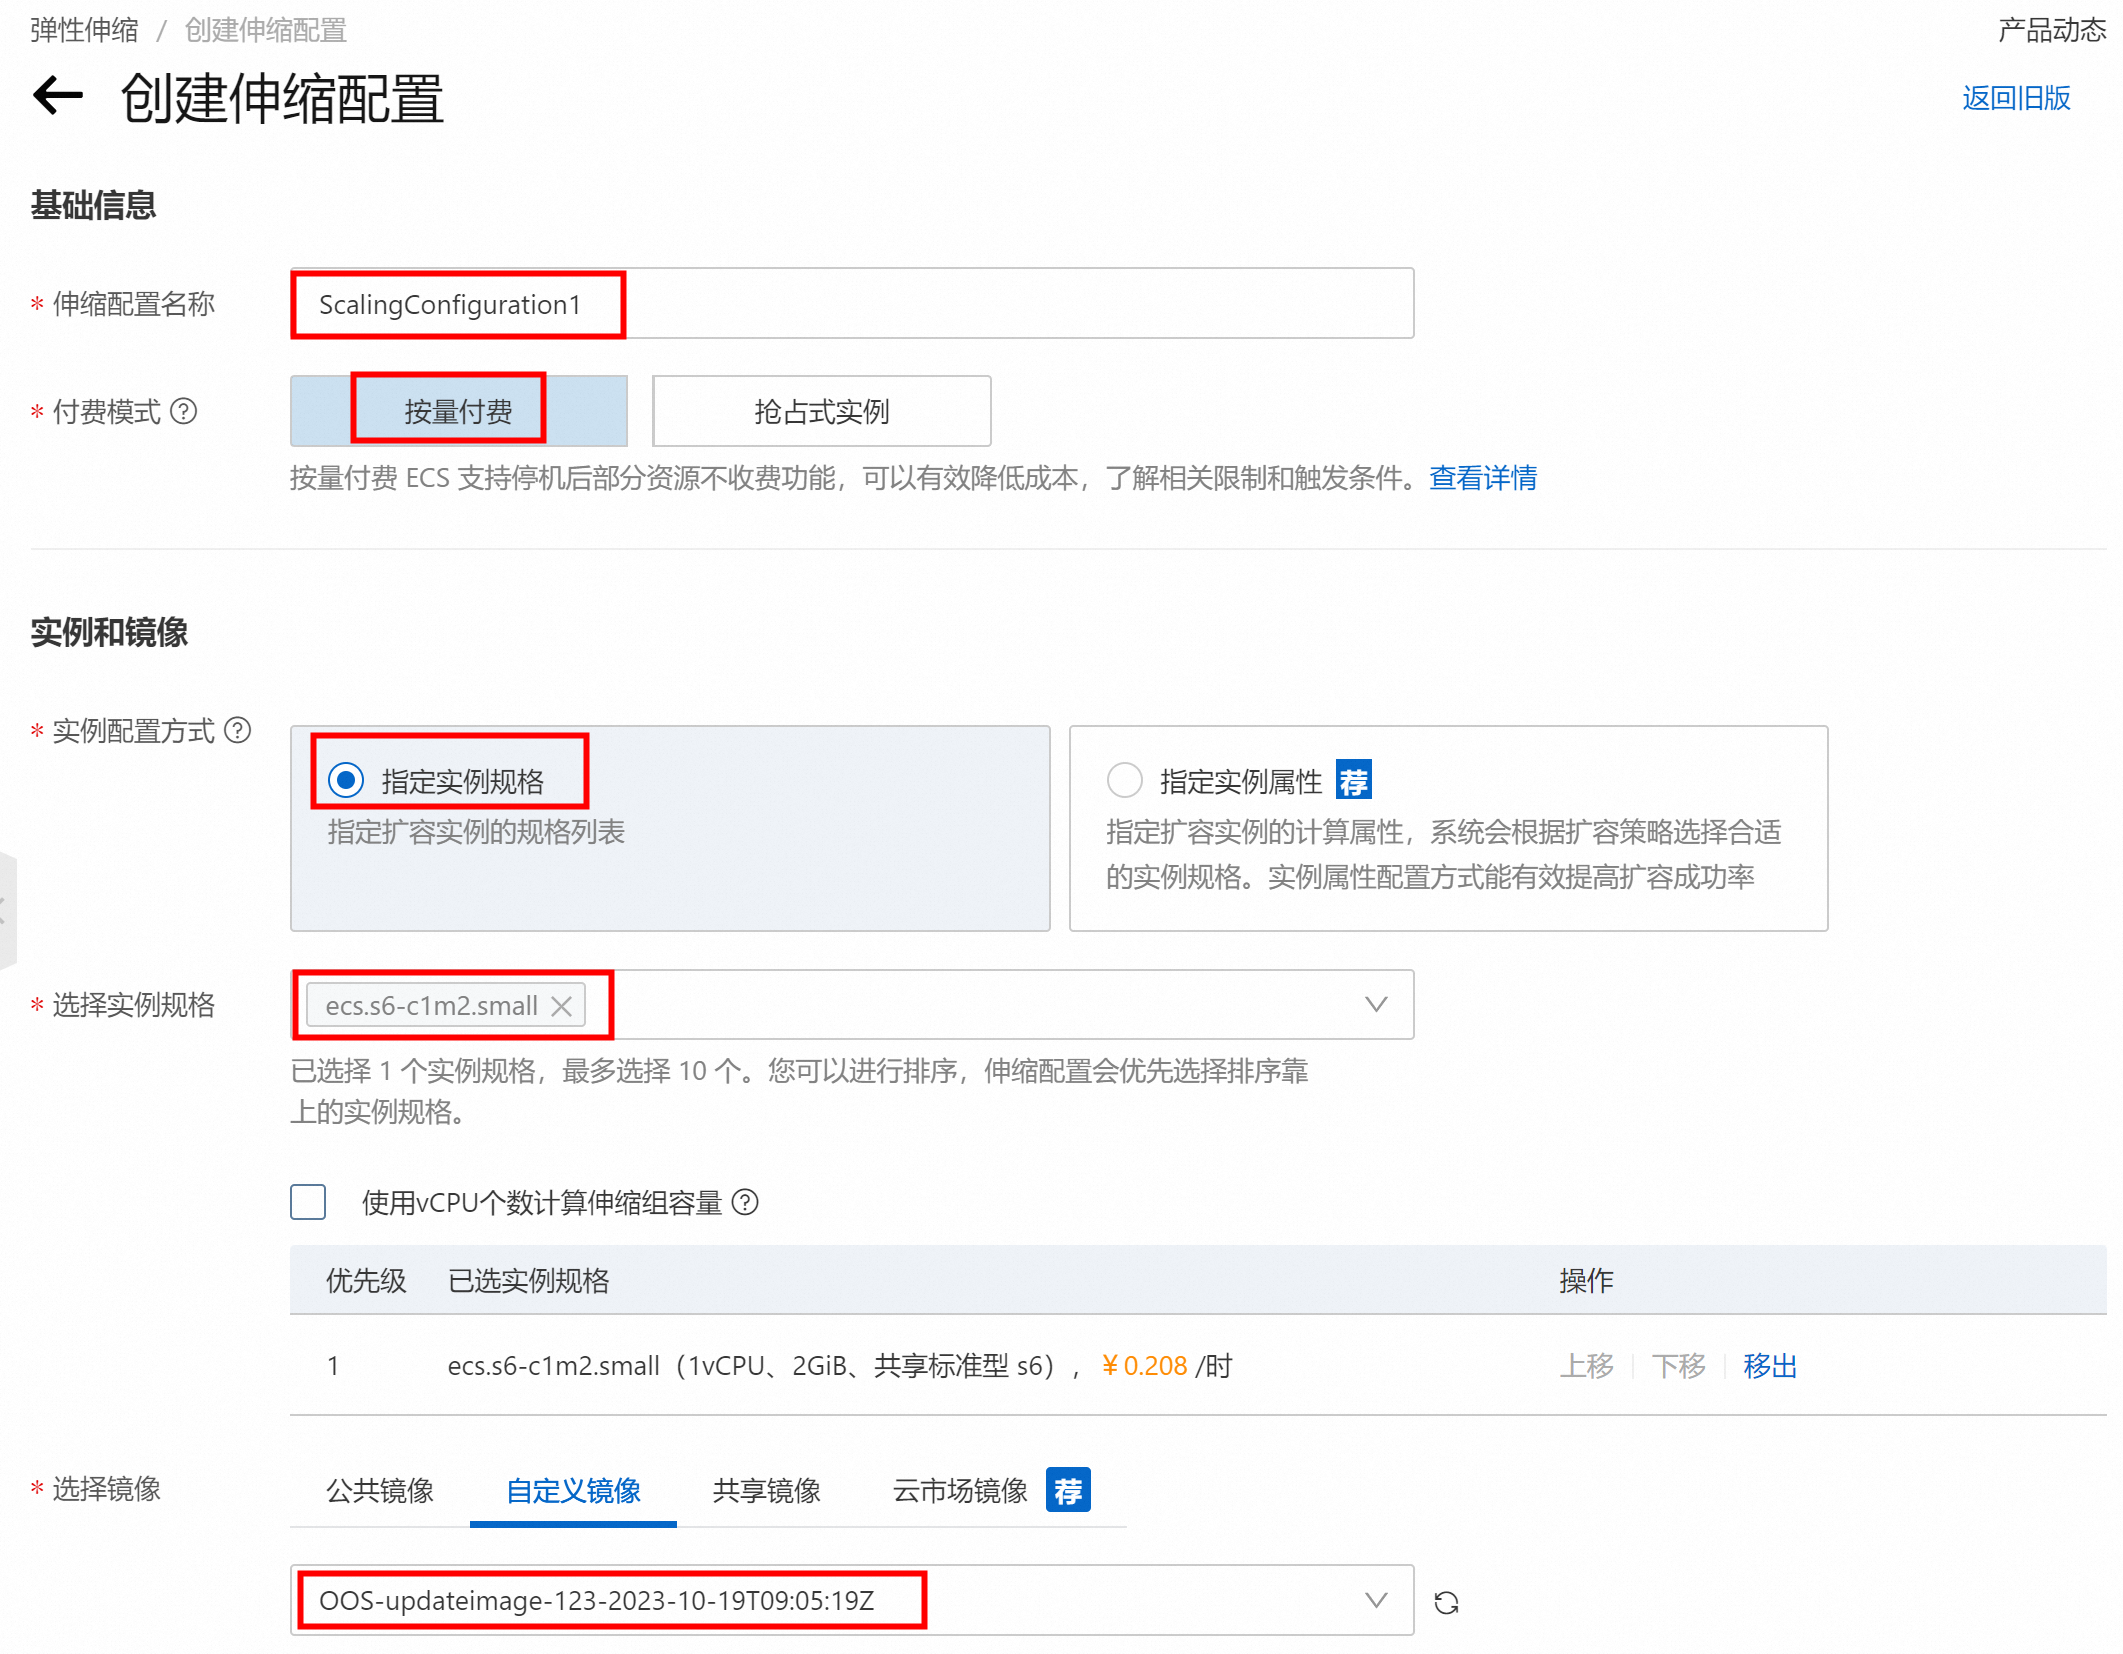 弹性伸缩 / 创建伸缩配置 产品动态
创建伸缩配置 返回旧版
基础信息
* 伸缩配置名称 ScalingConfiguration1
* 付费模式 ? 按量付费 抢占式实例
按量付费 ECS 支持停机后部分资源不收费功能，可以有效降低成本，了解相关限制和触发条件。查看详情
实例和镜像
* 实例配置方式 ?
指定实例规格
指定扩容实例的规格列表
指定实例属性 荐
指定扩容实例的计算属性，系统会根据扩容策略选择合适
的实例规格。实例属性配置方式能有效提高扩容成功率
* 选择实例规格 ecs.s6-c1m2.small
已选择 1 个实例规格，最多选择 10 个。您可以进行排序，伸缩配置会优先选择排序靠
上的实例规格。
使用vCPU个数计算伸缩组容量 ?
优先级 已选实例规格 操作
1 ecs.s6-c1m2.small（1vCPU、2GiB、共享标准型 s6）, ¥ 0.208 /时 上移 下移 移出
* 选择镜像 公共镜像 自定义镜像 共享镜像 云市场镜像 荐
OOS-updateimage-123-2023-10-19T09:05:19Z